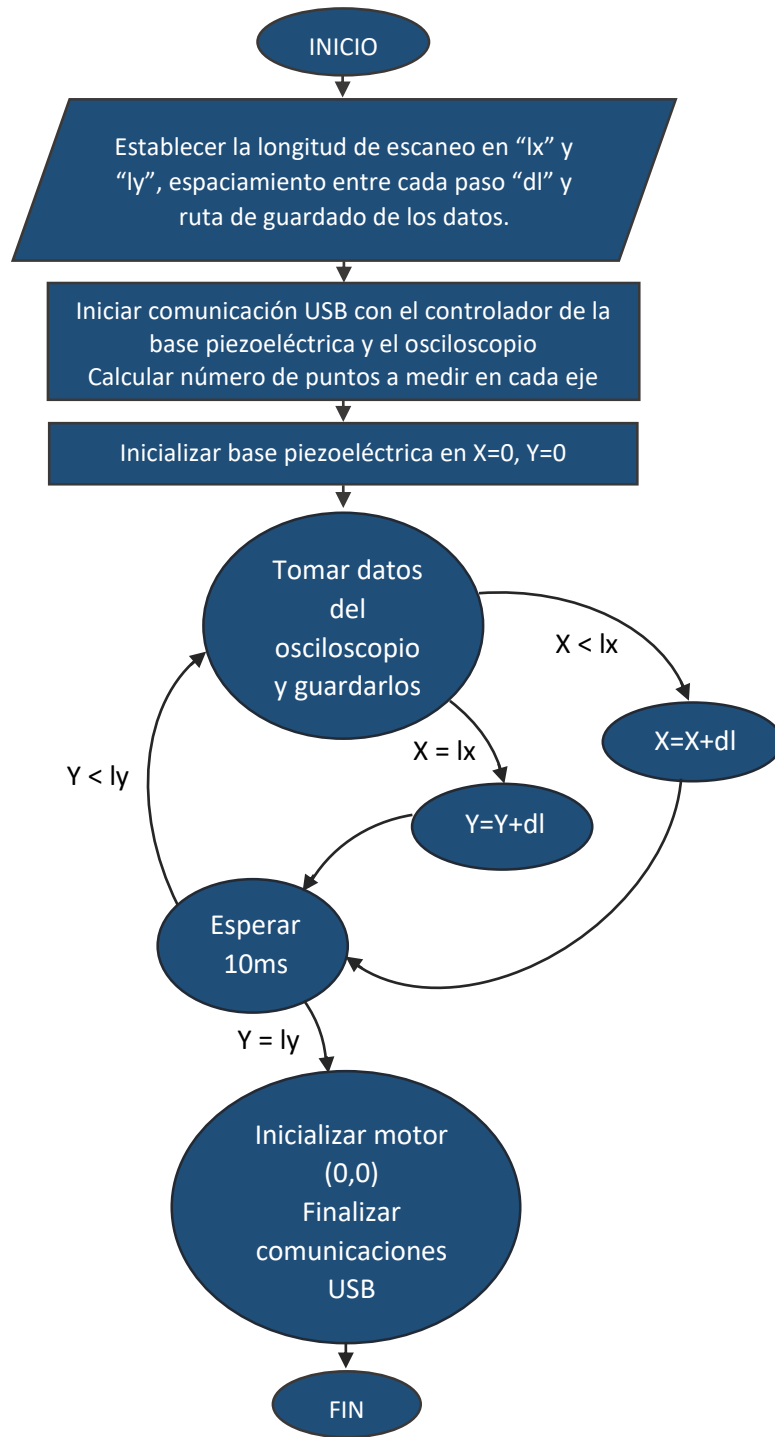 INICIO
Establecer la longitud de escaneo en “lx” y
“ly”, espaciamiento entre cada paso “dl” y
ruta de guardado de los datos.
Iniciar comunicación USB con el controlador de la
base piezoeléctrica y el osciloscopio
Calcular número de puntos a medir en cada eje
Inicializar base piezoeléctrica en X=0, Y=0
Tomar datos
del
osciloscopio
y guardarlos
X < lx
X=X+dl
X = lx
Y=Y+dl
Y < ly
Esperar
10ms
Y = ly
Inicializar motor
(0,0)
Finalizar
comunicaciones
USB
FIN